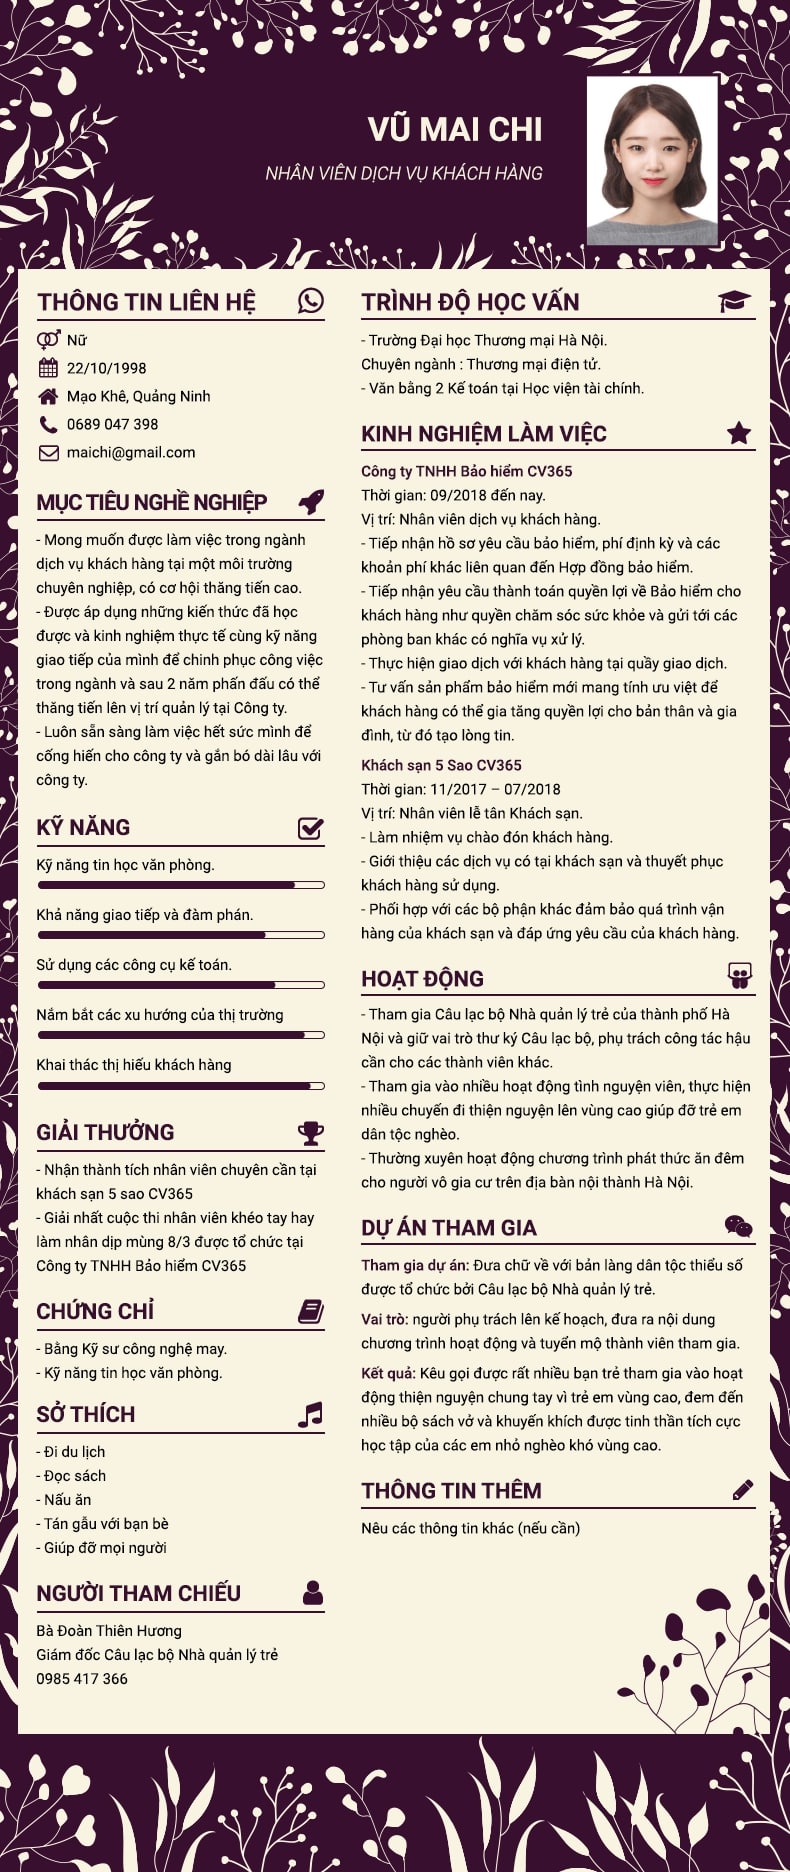 VŨ MAI CHI
NHÂN VIÊN DỊCH VỤ KHÁCH HÀNG
THÔNG TIN LIÊN HỆ
Nữ
22/10/1998
Mạo Khê, Quảng Ninh
0689 047 398
maichi@gmail.com
MỤC TIÊU NGHỀ NGHIỆP
- Mong muốn được làm việc trong ngành
dịch vụ khách hàng tại một môi trường
chuyên nghiệp, có cơ hội thăng tiến cao.
- Được áp dụng những kiến thức đã học
được và kinh nghiệm thực tế cùng kỹ năng
giao tiếp của mình để chinh phục công việc
trong ngành và sau 2 năm phấn đấu có thể
thăng tiến lên vị trí quản lý tại Công ty.
- Luôn sẵn sàng làm việc hết sức mình để
cống hiến cho công ty và gắn bó dài lâu với
công ty.
KỸ NĂNG
Kỹ năng tin học văn phòng.
Khả năng giao tiếp và đàm phán.
Sử dụng các công cụ kế toán.
Nắm bắt các xu hướng của thị trường
Khai thác thị hiếu khách hàng
GIẢI THƯỞNG
- Nhận thành tích nhân viên chuyên cần tại
khách sạn 5 sao CV365
- Giải nhất cuộc thi nhân viên khéo tay hay
làm nhân dịp mùng 8/3 được tổ chức tại
Công ty TNHH Bảo hiểm CV365
CHỨNG CHỈ
- Bằng Kỹ sư công nghệ may.
- Kỹ năng tin học văn phòng.
SỞ THÍCH
- Đi du lịch
- Đọc sách
- Nấu ăn
- Tán gẫu với bạn bè
- Giúp đỡ mọi người
NGƯỜI THAM CHIẾU
Bà Đoàn Thiên Hương
Giám đốc Câu lạc bộ Nhà quản lý trẻ
0985 417 366
TRÌNH ĐỘ HỌC VẤN
- Trường Đại học Thương mại Hà Nội.
Chuyên ngành : Thương mại điện tử.
- Văn bằng 2 Kế toán tại Học viện tài chính.
KINH NGHIỆM LÀM VIỆC
Công ty TNHH Bảo hiểm CV365
Thời gian: 09/2018 đến nay.
Vị trí: Nhân viên dịch vụ khách hàng.
- Tiếp nhận hồ sơ yêu cầu bảo hiểm, phí định kỳ và các
khoản phí khác liên quan đến Hợp đồng bảo hiểm.
- Tiếp nhận yêu cầu thành toán quyền lợi về Bảo hiểm cho
khách hàng như quyền chăm sóc sức khỏe và gửi tới các
phòng ban khác có nghĩa vụ xử lý.
- Thực hiện giao dịch với khách hàng tại quầy giao dịch.
- Tư vấn sản phẩm bảo hiểm mới mang tính ưu việt để
khách hàng có thể gia tăng quyền lợi cho bản thân và gia
đình, từ đó tạo lòng tin.
Khách sạn 5 Sao CV365
Thời gian: 11/2017 – 07/2018
Vị trí: Nhân viên lễ tân Khách sạn.
- Làm nhiệm vụ chào đón khách hàng.
- Giới thiệu các dịch vụ có tại khách sạn và thuyết phục
khách hàng sử dụng.
- Phối hợp với các bộ phận khác đảm bảo quá trình vận
hàng của khách sạn và đáp ứng yêu cầu của khách hàng.
HOẠT ĐỘNG
- Tham gia Câu lạc bộ Nhà quản lý trẻ của thành phố Hà
Nội và giữ vai trò thư ký Câu lạc bộ, phụ trách công tác hậu
cần cho các thành viên khác.
- Tham gia vào nhiều hoạt động tình nguyện viên, thực hiện
nhiều chuyến đi thiện nguyện lên vùng cao giúp đỡ trẻ em
dân tộc nghèo.
- Thường xuyên hoạt động chương trình phát thức ăn đêm
cho người vô gia cư trên địa bàn nội thành Hà Nội.
DỰ ÁN THAM GIA
Tham gia dự án: Đưa chữ về với bản làng dân tộc thiểu số
được tổ chức bởi Câu lạc bộ Nhà quản lý trẻ.
Vai trò: người phụ trách lên kế hoạch, đưa ra nội dung
chương trình hoạt động và tuyển mộ thành viên tham gia.
Kết quả: Kêu gọi được rất nhiều bạn trẻ tham gia vào hoạt
động thiện nguyện chung tay vì trẻ em vùng cao, đem đến
nhiều bộ sách vở và khuyến khích được tinh thần tích cực
học tập của các em nhỏ nghèo khó vùng cao.
THÔNG TIN THÊM
Nêu các thông tin khác (nếu cần)